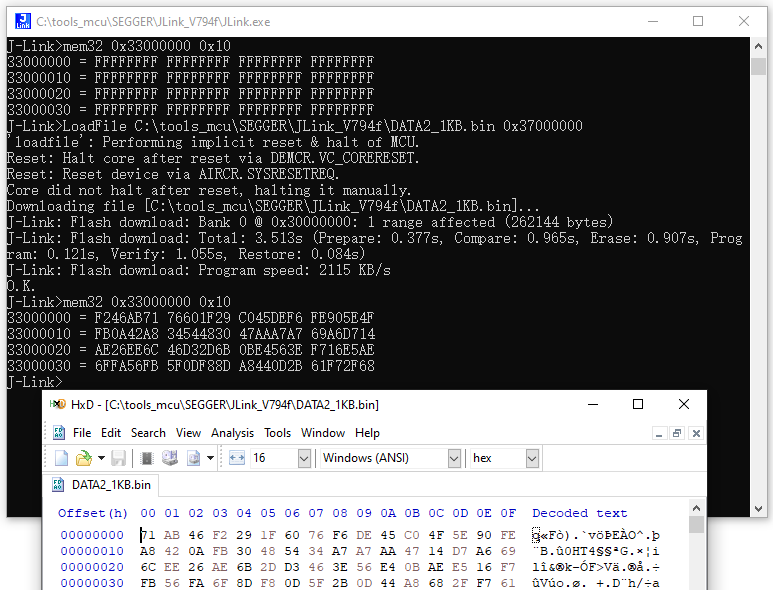 C:\tools_mcu\SEGGER\JLink_V794f\JLink.exe
J-Link>mem32 0x33000000 0x10
33000000 = FFFFFFFF FFFFFFFF FFFFFFFF FFFFFFFF
33000010 = FFFFFFFF FFFFFFFF FFFFFFFF FFFFFFFF
33000020 = FFFFFFFF FFFFFFFF FFFFFFFF FFFFFFFF
33000030 = FFFFFFFF FFFFFFFF FFFFFFFF FFFFFFFF
J-Link>LoadFile C:\tools_mcu\SEGGER\JLink_V794f\DATA2_1KB.bin 0x37000000
'loadfile': Performing implicit reset & halt of MCU.
Reset: Halt core after reset via DEMCR.VC_CORERESET.
Reset: Reset device via AIRCR.SYSRESETREQ.
Core did not halt after reset, halting it manually.
Downloading file [C:\tools_mcu\SEGGER\JLink_V794f\DATA2_1KB.bin]...
J-Link: Flash download: Bank 0 @ 0x30000000: 1 range affected (262144 bytes)
J-Link: Flash download: Total: 3.513s (Prepare: 0.377s, Compare: 0.965s, Erase: 0.907s, Prog
ram: 0.121s, Verify: 1.055s, Restore: 0.084s)
J-Link: Flash download: Program speed: 2115 KB/s
O.K.
J-Link>mem32 0x33000000 0x10
33000000 = F246AB71 76601F29 C045DEF6 FE905E4F
33000010 = FB0A42A8 34544830 47AAA7A7 69A6D714
33000020 = AE26EE6C 46D32D6B 0BE4563E F716E5AE
33000030 = 6FFA56FB 5F0DF88D A8440D2B 61F72F68
J-Link>
HxD - [C:\tools_mcu\SEGGER\JLink_V794f\DATA2_1KB.bin]
File Edit Search View Analysis Tools Window Help
16 Windows (ANSI) hex
DATA2_1KB.bin
Offset(h) 00 01 02 03 04 05 06 07 08 09 0A 0B 0C 0D 0E 0F Decoded text
00000000 71 AB 46 F2 29 1F 60 76 F6 DE 45 C0 4F 5E 90 FE q«Fò).`vöÞEÀO^.þ
00000010 A8 42 0A FB 30 48 54 34 A7 A7 AA 47 14 D7 A6 69 ¨B.û0HT4§§ªG.×¦i
00000020 6C EE 26 AE 6B 2D D3 46 3E 56 E4 0B AE E5 16 F7 lî&®k-ÓF>Vä.®å.÷
00000030 FB 56 FA 6F 8D F8 0D 5F 2B 0D 44 A8 68 2F F7 61 ûVúo.ø._+.D¨h/÷a